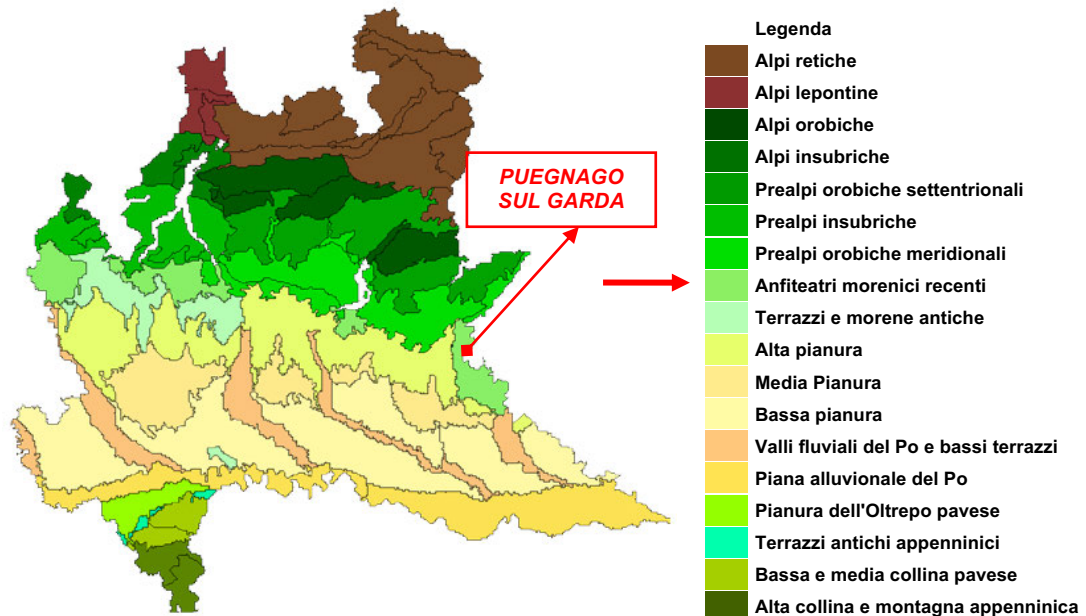 PUEGNAGO
SUL GARDA
Legenda
Alpi retiche
Alpi lepontine
Alpi orobiche
Alpi insubriche
Prealpi orobiche settentrionali
Prealpi insubriche
Prealpi orobiche meridionali
Anfiteatri morenici recenti
Terrazzi e morene antiche
Alta pianura
Media Pianura
Bassa pianura
Valli fluviali del Po e bassi terrazzi
Piana alluvionale del Po
Pianura dell'Oltrepo pavese
Terrazzi antichi appenninici
Bassa e media collina pavese
Alta collina e montagna appenninica